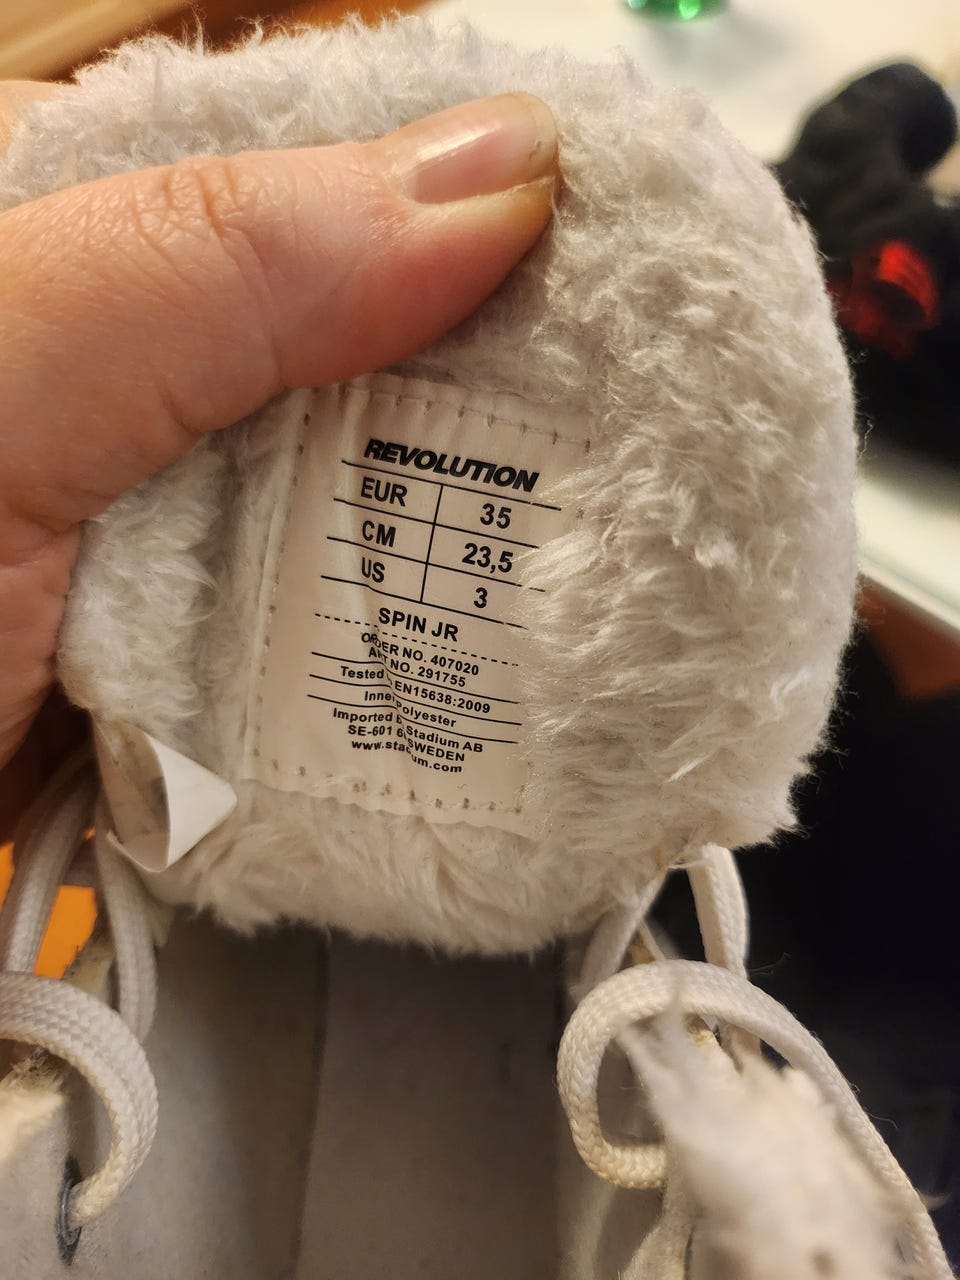 REVOLUTION
EUR 35
CM 23,5
US 3
SPIN JR
ORDER NO. 407020
ART NO. 291755
Tested EN15638:2009
Inner Polyester
Imported Stadium AB
SE-601 SWEDEN
www.stadium.com